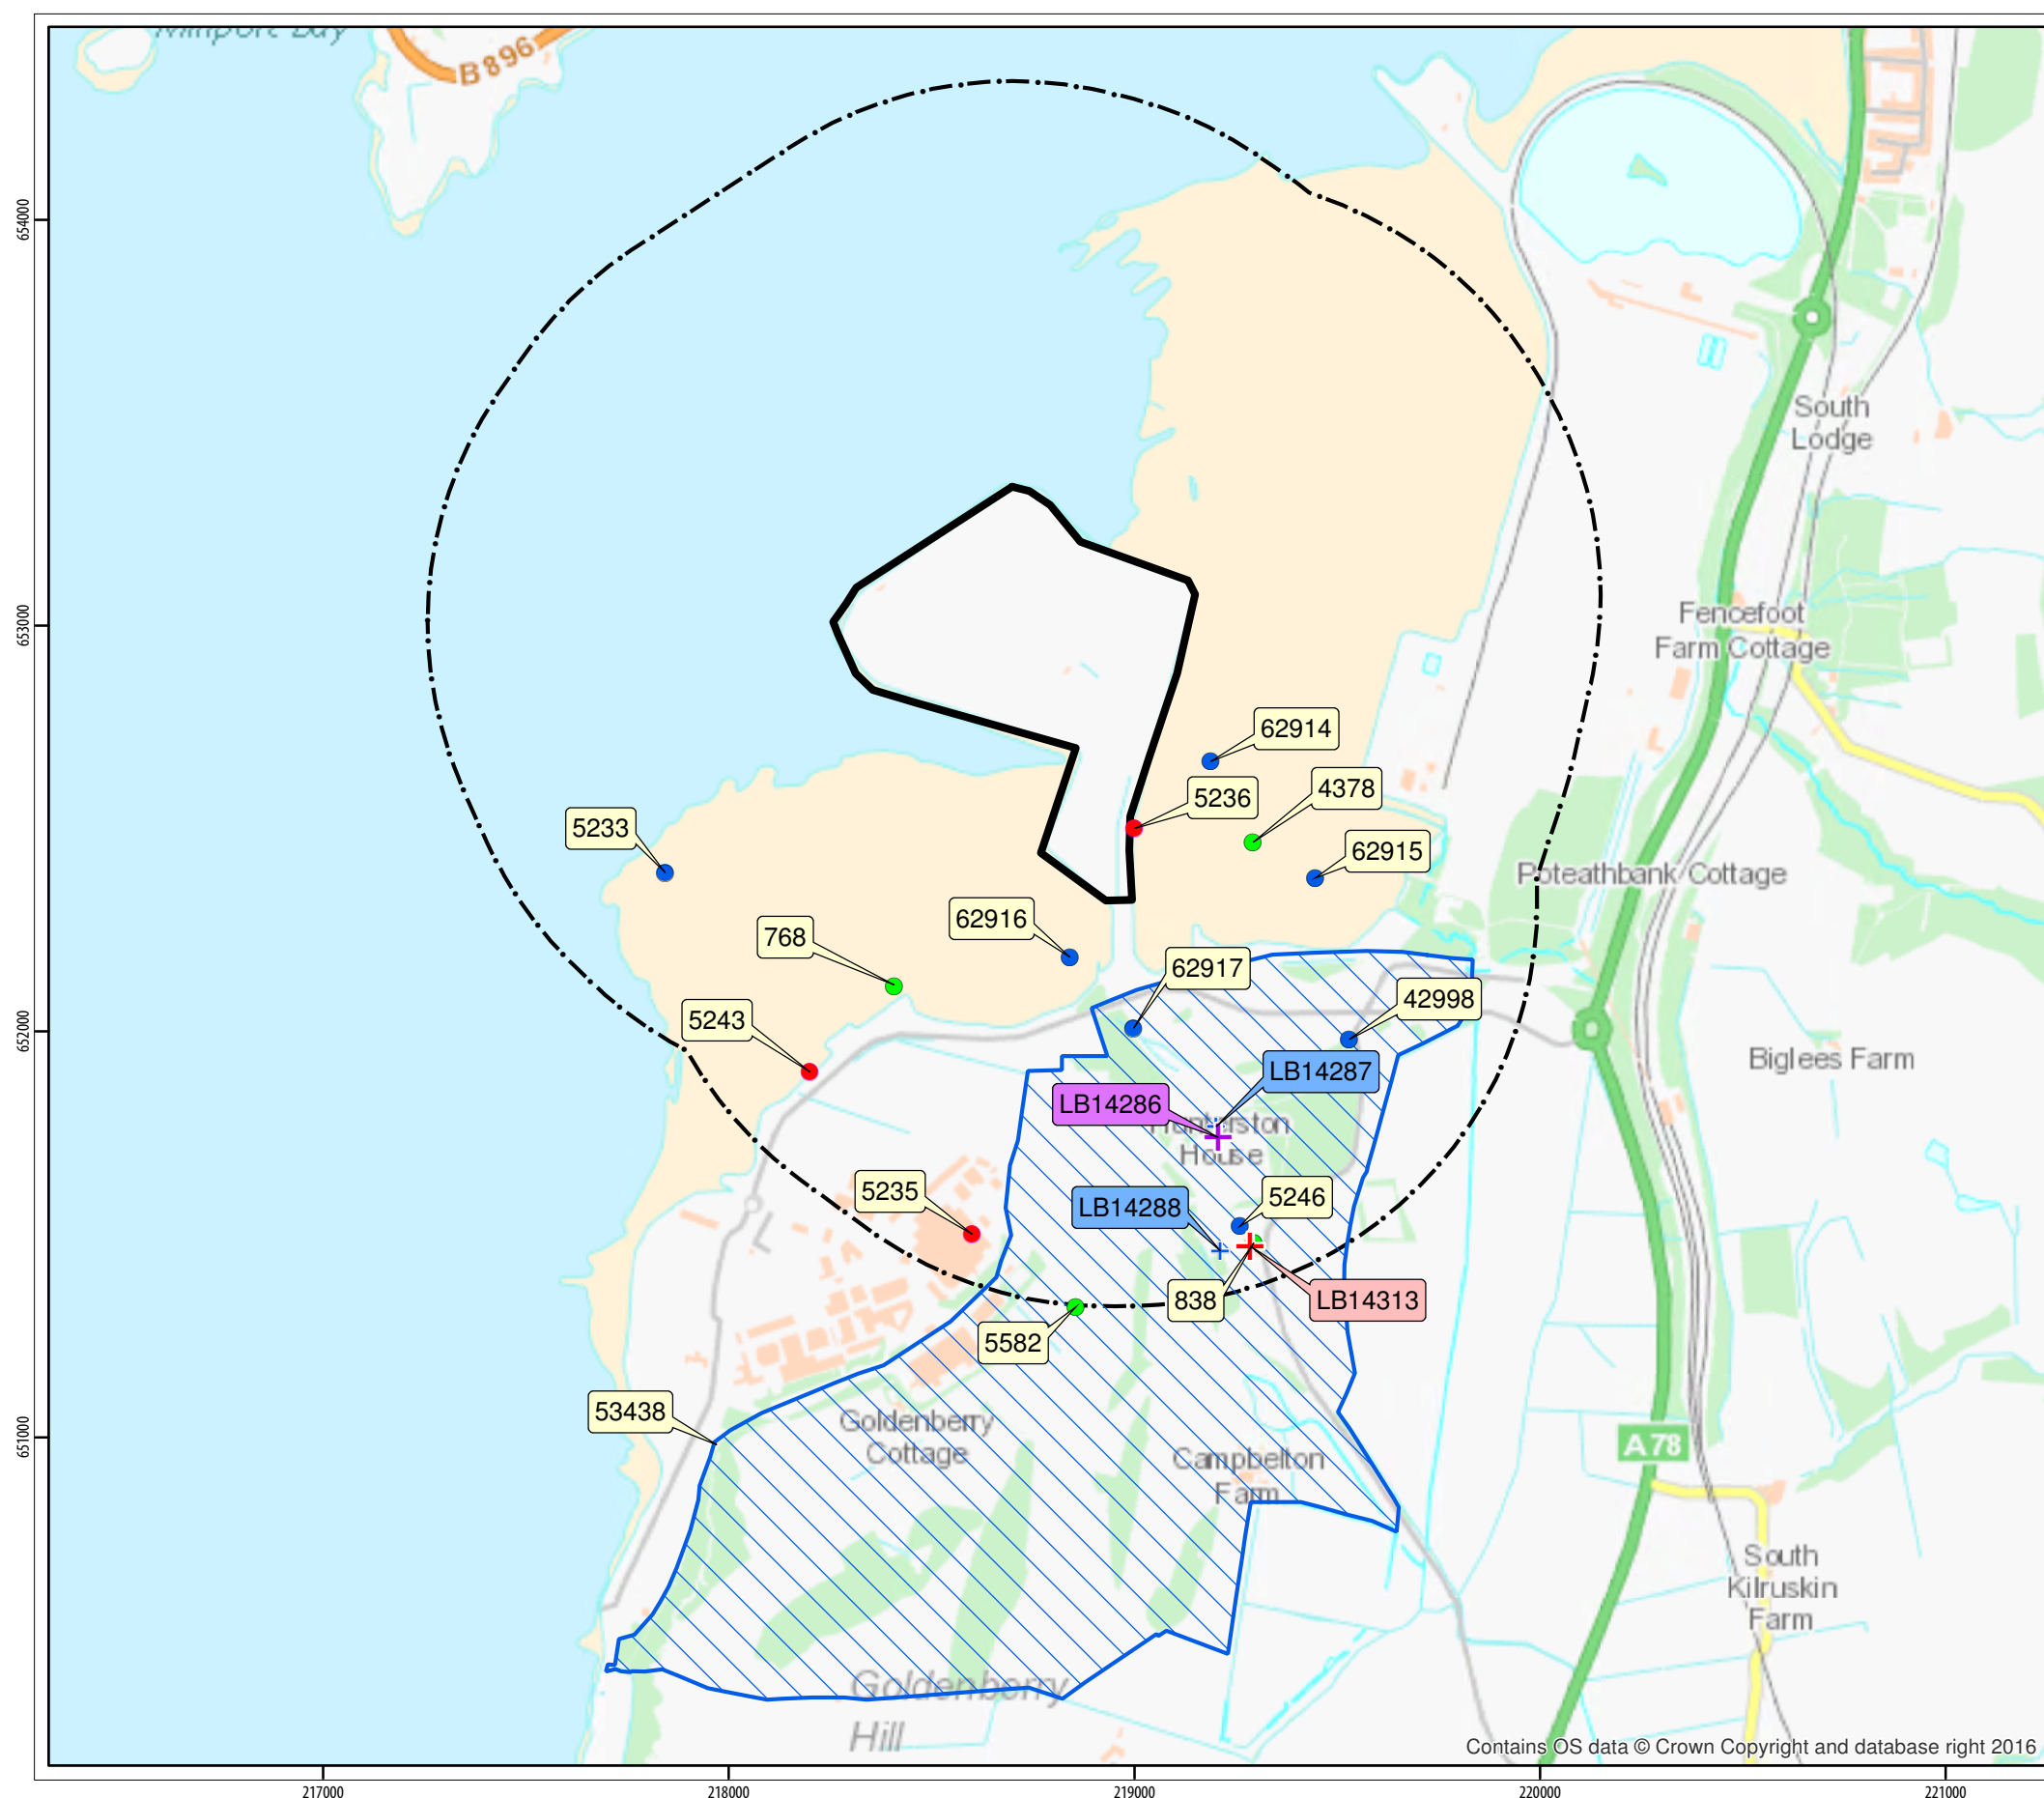 Millport Bay
B 896
654000
South
Lodge
653000
Fencefoot
Farm Cottage
62914
5236
4378
5233
62915
Poteathbank Cottage
62916
768
62917
42998
5243
652000
Biglees Farm
LB14287
LB14286
Hunterston
House
5235
LB14288
5246
838
LB14313
5582
53438
Goldenberry
Cottage
651000
A 78
Campbelton
Farm
South
Kilruskin
Farm
Goldenberry
Hill
Contains OS data © Crown Copyright and database right 2016
217000
218000
219000
220000
221000